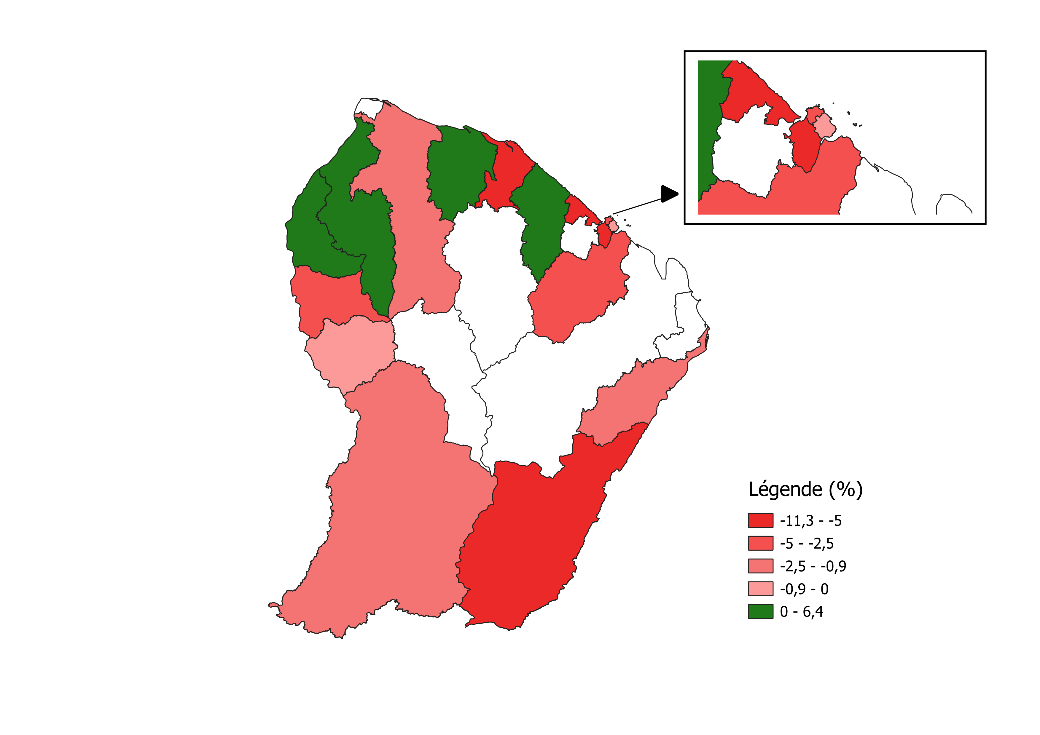 Légende (%)
-11,3 - -5
-5 - -2,5
-2,5 - -0,9
-0,9 - 0
0 - 6,4